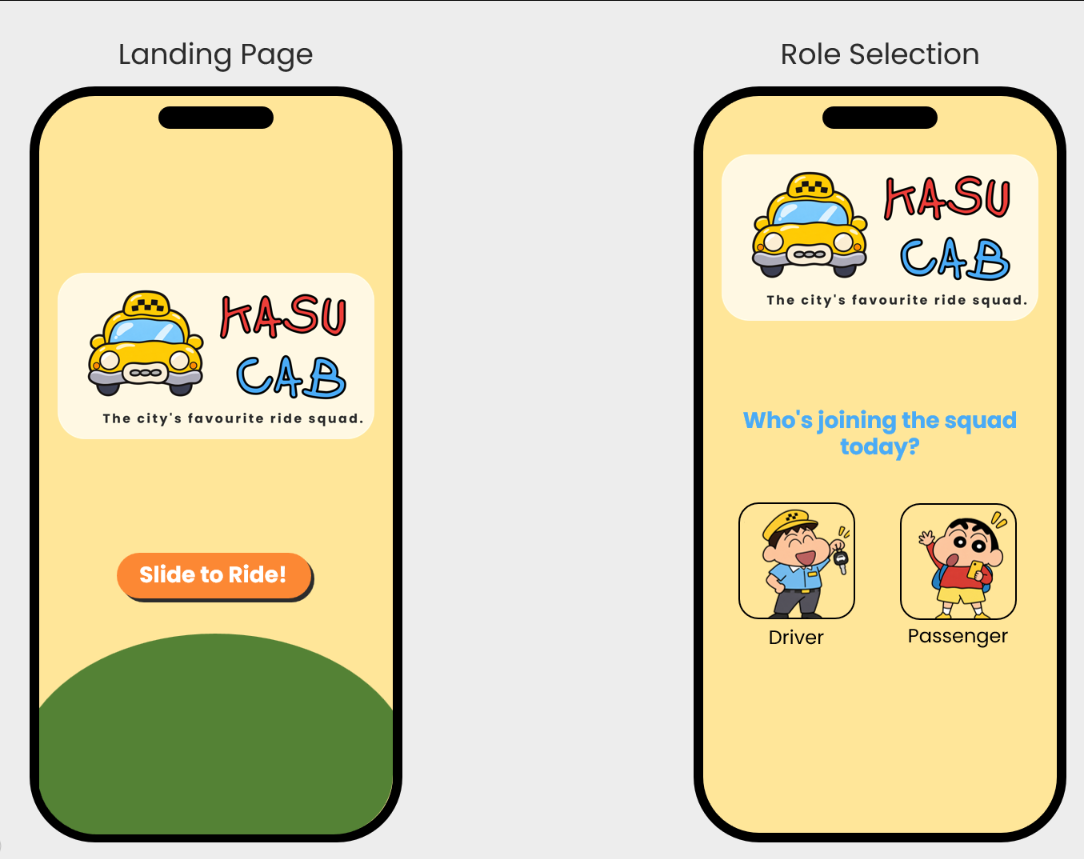 Landing Page
KASU
CAB
The city's favourite ride squad.
Slide to Ride!
Role Selection
KASU
CAB
The city's favourite ride squad.
Who's joining the squad
today?
Driver
Passenger